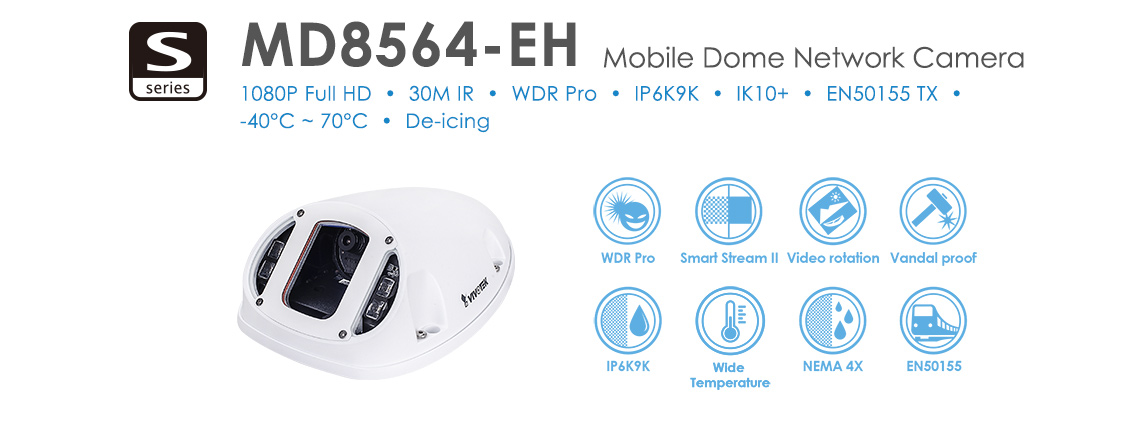 S
series
MD8564-EH Mobile Dome Network Camera
1080P Full HD • 30M IR • WDR Pro • IP6K9K • IK10+ • EN50155 TX •
-40°C ~ 70°C • De-icing
VIVOTEK
WDR Pro Smart Stream II Video rotation Vandal proof
IP6K9K Wide Temperature NEMA 4X EN50155